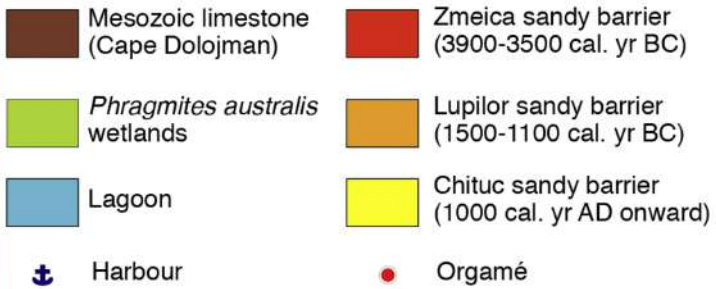 Mesozoic limestone
(Cape Dolojman)
Zmeica sandy barrier
(3900-3500 cal. yr BC)
Phragmites australis
wetlands
Lupilor sandy barrier
(1500-1100 cal. yr BC)
Lagoon
Chituc sandy barrier
(1000 cal. yr AD onward)
Harbour
Orgamé